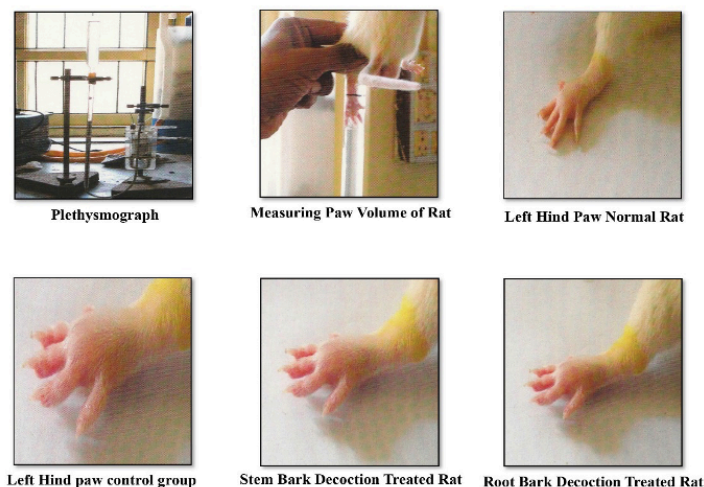 Plethysmograph
Measuring Paw Volume of Rat
Left Hind Paw Normal Rat
Left Hind paw control group
Stem Bark Decoction Treated Rat
Root Bark Decoction Treated Rat